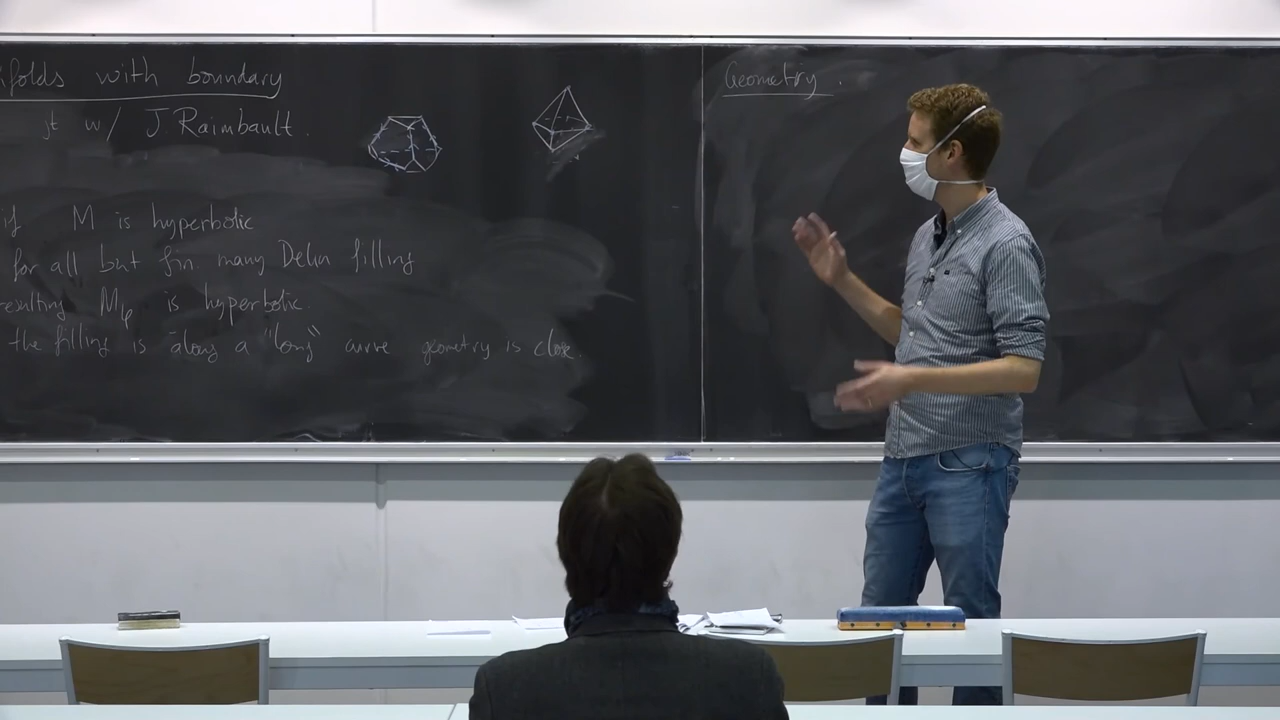 ifolds with boundary
jt w/ J Raimbault.
if M is hyperbolic
for all but fin many Dehn filling
resulting M_φ is hyperbolic.
the filling is along a "long" curve geometry is close.
Geometry.